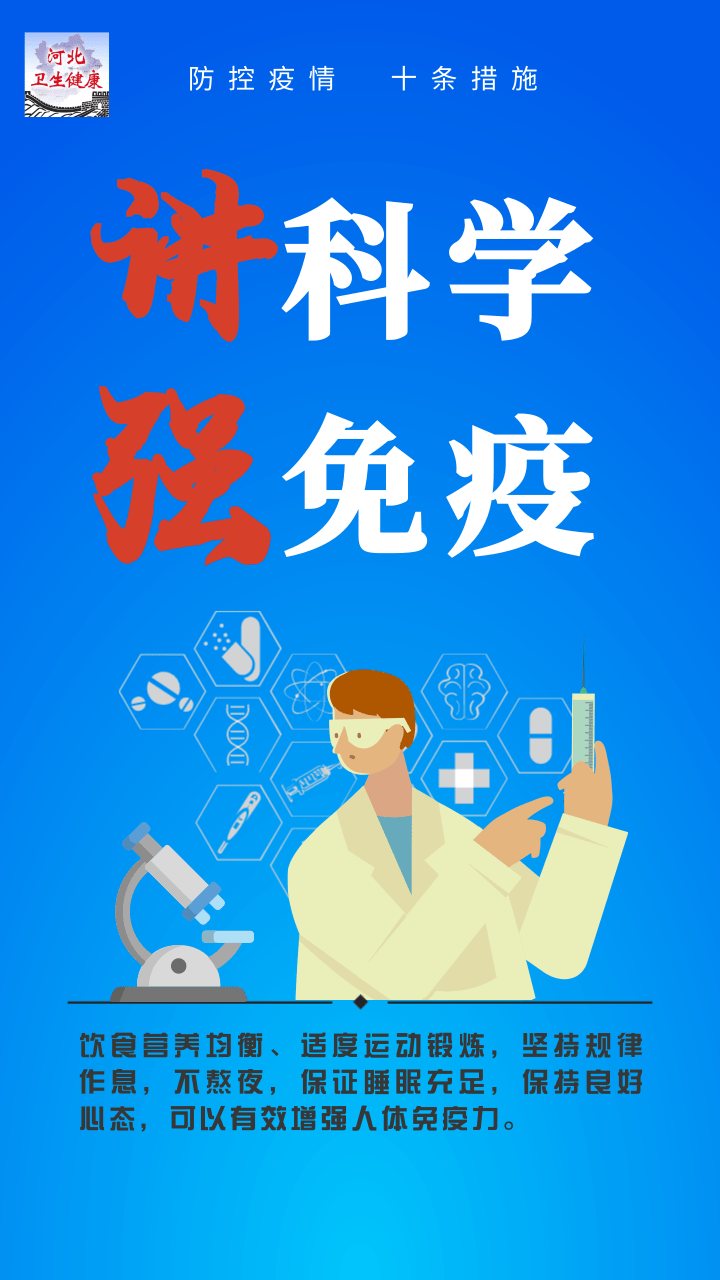 河北
卫生健康
防控疫情 十条措施
讲科学
强免疫
饮食营养均衡、适度运动锻炼，坚持规律
作息，不熬夜，保证睡眠充足，保持良好
心态，可以有效增强人体免疫力。